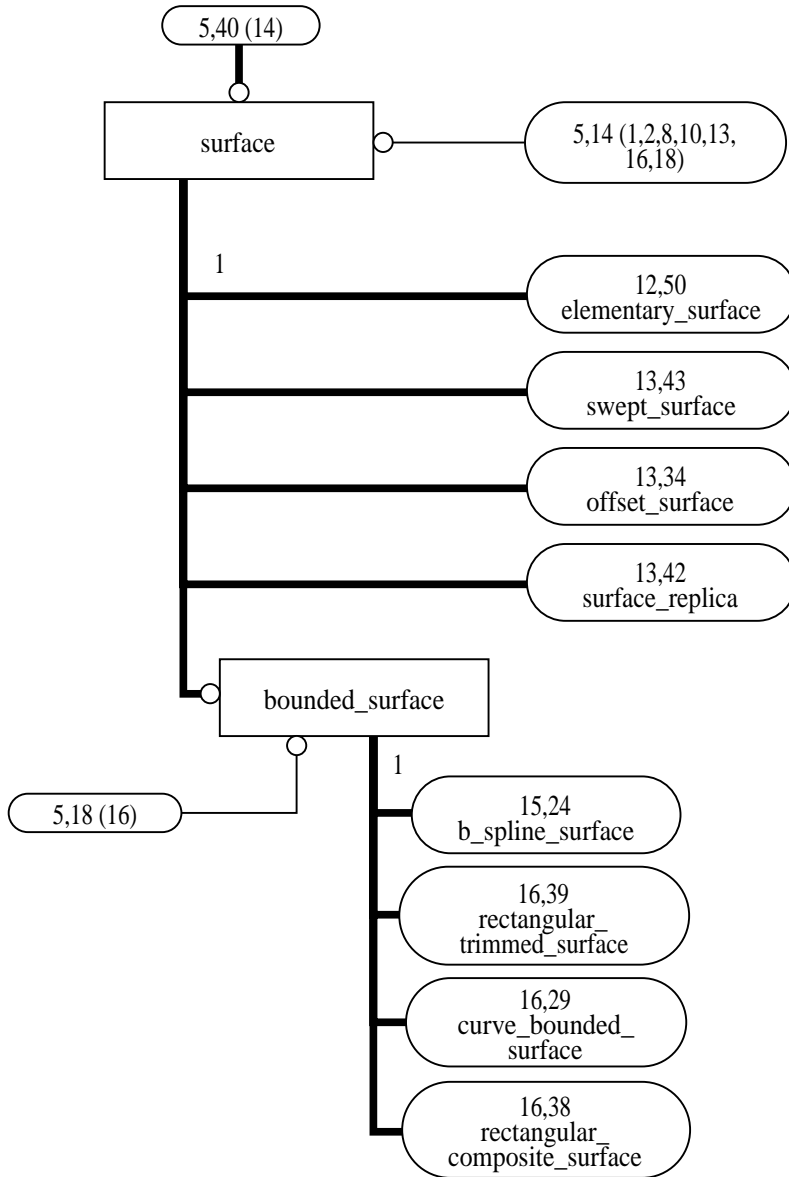 5,40 (14)
surface
5,14 (1,2,8,10,13,
16,18)
1
12,50
elementary_surface
13,43
swept_surface
13,34
offset_surface
13,42
surface_replica
bounded_surface
1
5,18 (16)
15,24
b_spline_surface
16,39
rectangular_
trimmed_surface
16,29
curve_bounded_
surface
16,38
rectangular_
composite_surface